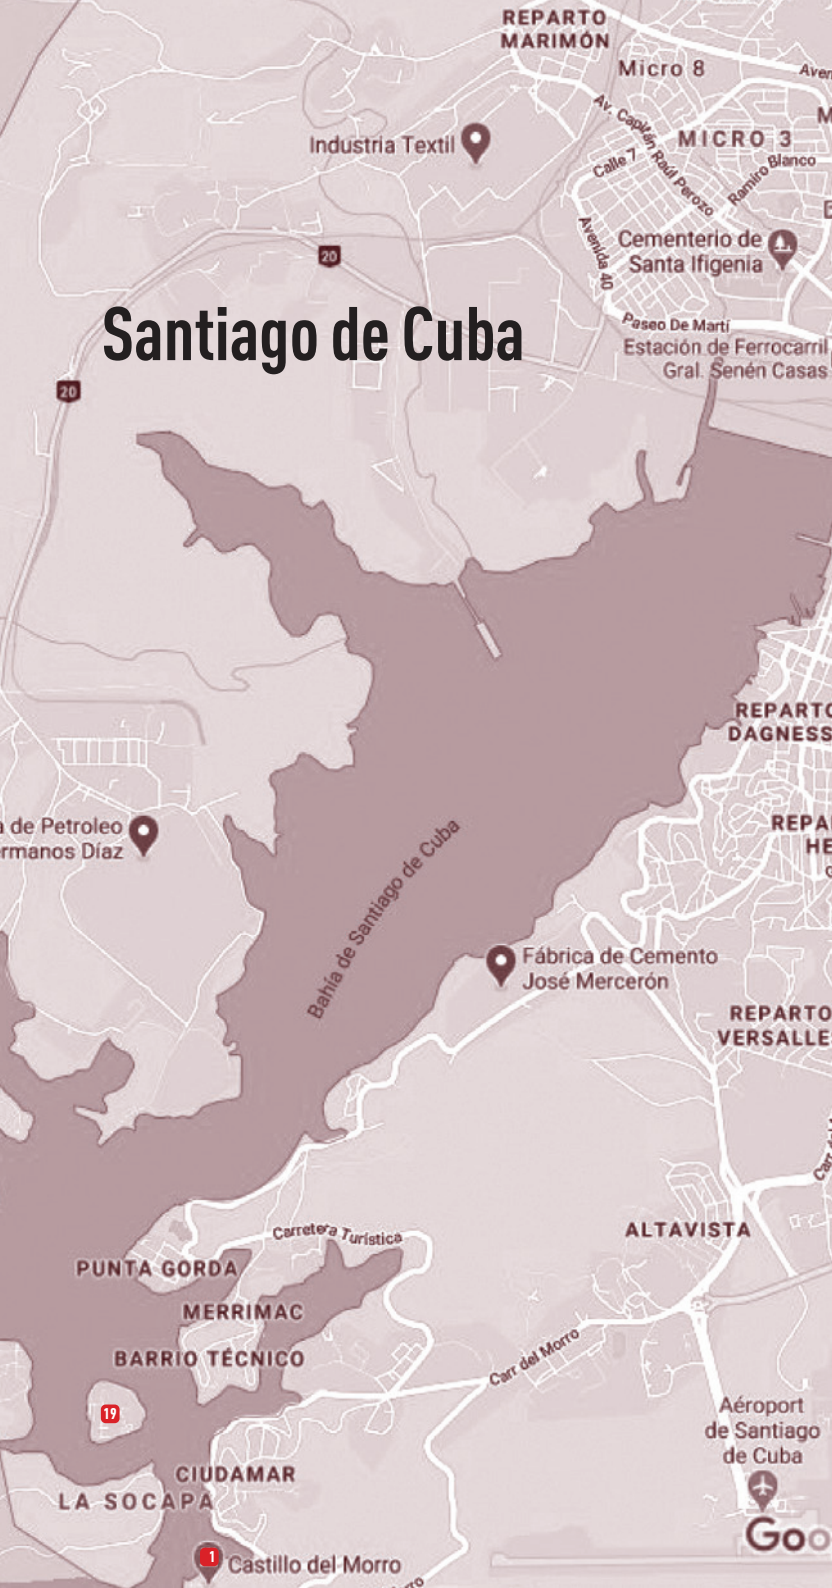 REPARTO
MARIMÓN
Micro 8
Industria Textil
Av. Capitán Raúl Perozo
MICRO 3
Calle 7
Ramiro Blanco
Avenida 40
Cementerio de
Santa Ifigenia
20
Santiago de Cuba
Paseo De Martí
Estación de Ferrocarril
Gral. Senén Casas
20
REPARTO
DAGNESS
de Petroleo
Díaz
Bahía de Santiago de Cuba
Fábrica de Cemento
José Mercerón
REPARTO
VERSALLE
ALTAVISTA
Carretera Turística
PUNTA GORDA
MERRIMAC
BARRIO TÉCNICO
Carr del Morro
19
Aéroport
de Santiago
de Cuba
CIUDAMAR
LA SOCAPA
Goo
1
Castillo del Morro